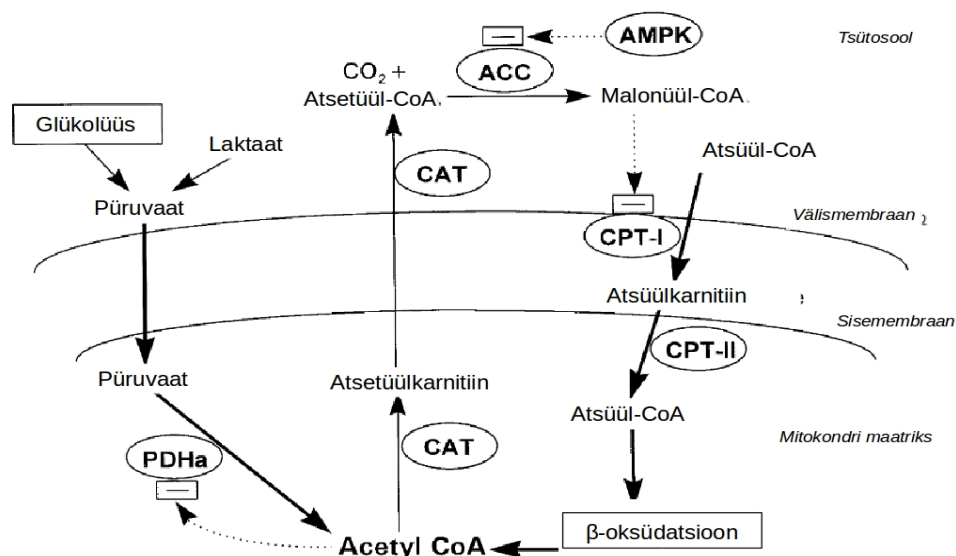 AMPK
Tsütosool
—
ACC
CO₂ +
Atsetüül-CoA
Malonüül-CoA
Glükolüüs
Laktaat
Atsüül-CoA
CAT
Püruvaat
—
Välismembraan
CPT-I
Atsüülkarnitiin
Sisemembraan
CPT-II
Püruvaat
Atsetüülkarnitiin
Atsüül-CoA
Mitokondri maatriks
CAT
PDHa
—
β-oksüdatsioon
Acetyl CoA